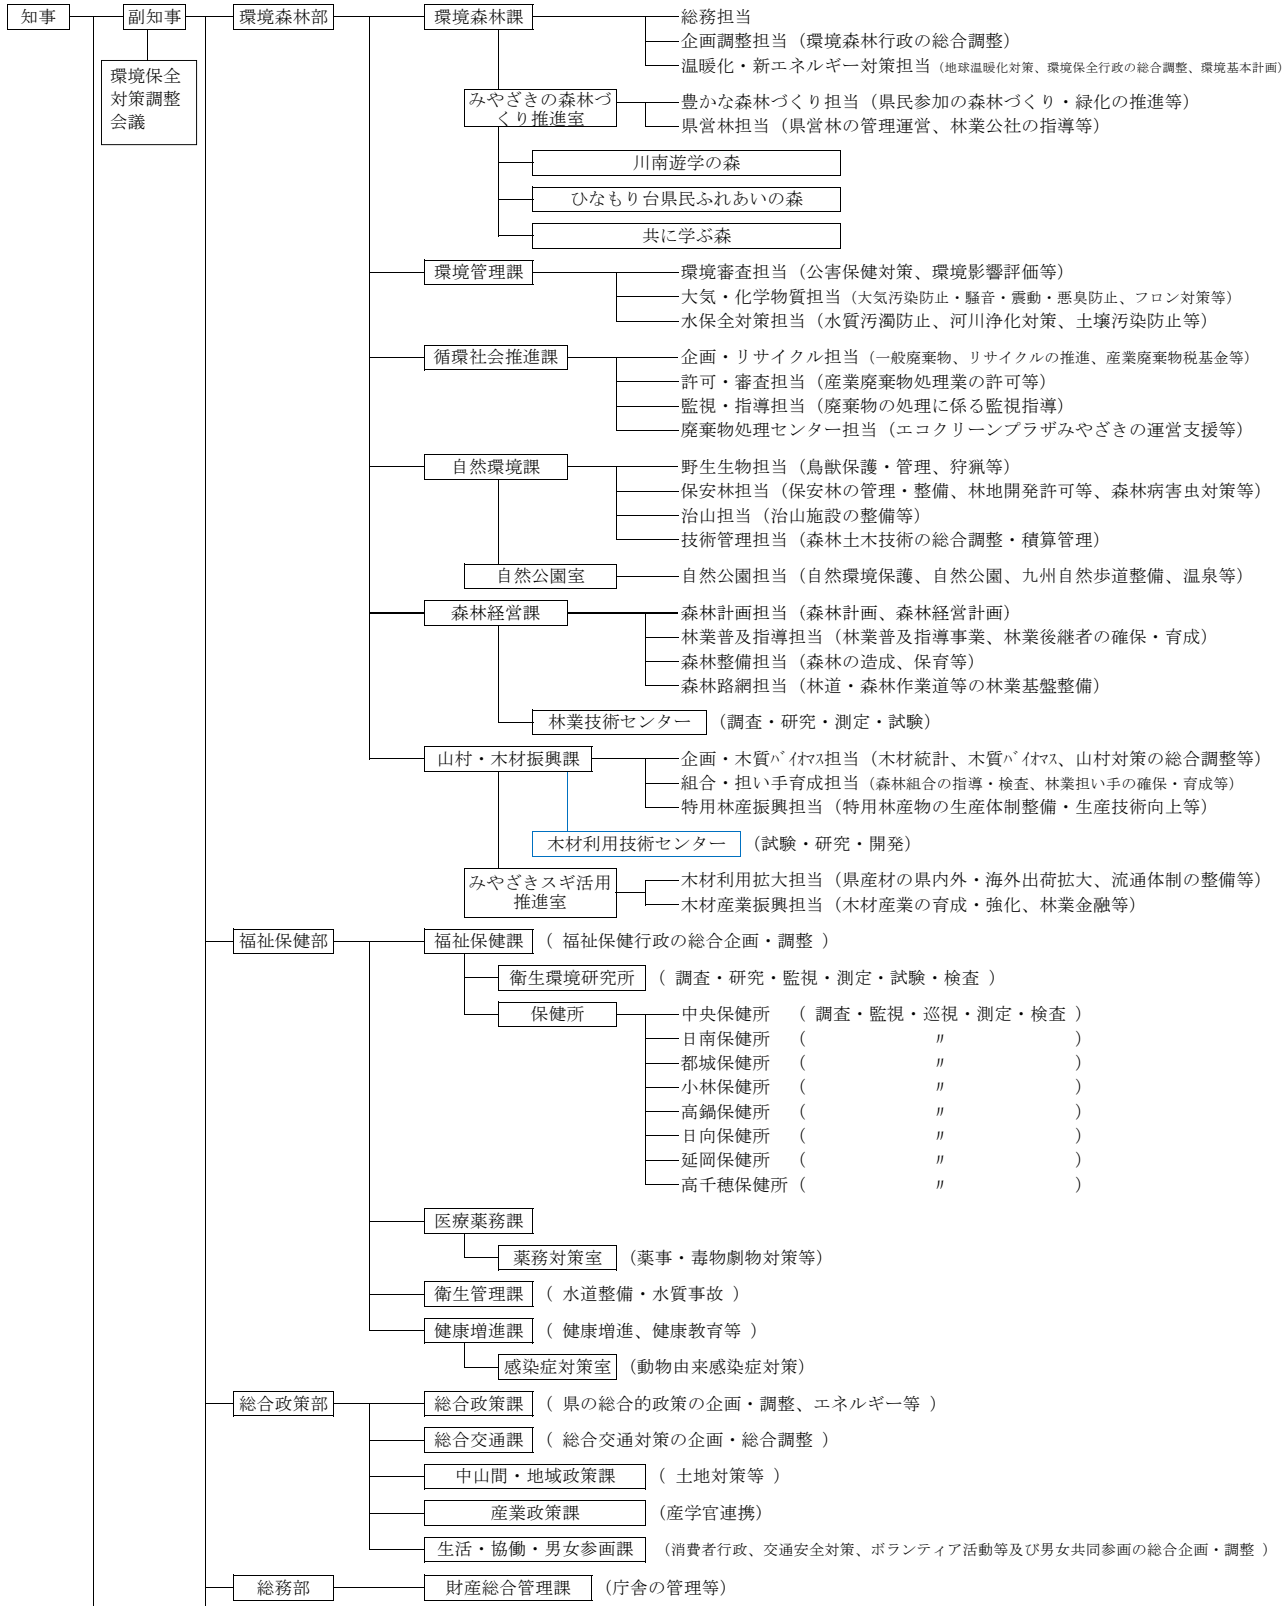 知事 副知事 環境森林部 環境森林課 総務担当
企画調整担当（環境森林行政の総合調整）
温暖化・新エネルギー対策担当（地球温暖化対策、環境保全行政の総合調整、環境基本計画）
環境保全
対策調整
会議
みやざきの森林づ
くり推進室
豊かな森林づくり担当（県民参加の森林づくり・緑化の推進等）
県営林担当（県営林の管理運営、林業公社の指導等）
川南遊学の森
ひなもり台県民ふれあいの森
共に学ぶ森
環境管理課 環境審査担当（公害保健対策、環境影響評価等）
大気・化学物質担当（大気汚染防止・騒音・震動・悪臭防止、フロン対策等）
水保全対策担当（水質汚濁防止、河川浄化対策、土壌汚染防止等）
循環社会推進課 企画・リサイクル担当（一般廃棄物、リサイクルの推進、産業廃棄物税基金等）
許可・審査担当（産業廃棄物処理業の許可等）
監視・指導担当（廃棄物の処理に係る監視指導）
廃棄物処理センター担当（エコクリーンプラザみやざきの運営支援等）
自然環境課 野生生物担当（鳥獣保護・管理、狩猟等）
保安林担当（保安林の管理・整備、林地開発許可等、森林病害虫対策等）
治山担当（治山施設の整備等）
技術管理担当（森林土木技術の総合調整・積算管理）
自然公園室 自然公園担当（自然環境保護、自然公園、九州自然歩道整備、温泉等）
森林経営課 森林計画担当（森林計画、森林経営計画）
林業普及指導担当（林業普及指導事業、林業後継者の確保・育成）
森林整備担当（森林の造成、保育等）
森林路網担当（林道・森林作業道等の林業基盤整備）
林業技術センター （調査・研究・測定・試験）
山村・木材振興課 企画・木質ﾊﾞｲｵﾏｽ担当（木材統計、木質ﾊﾞｲｵﾏｽ、山村対策の総合調整等）
組合・担い手育成担当（森林組合の指導・検査、林業担い手の確保・育成等）
特用林産振興担当（特用林産物の生産体制整備・生産技術向上等）
木材利用技術センター （試験・研究・開発）
みやざきスギ活用
推進室
木材利用拡大担当（県産材の県内外・海外出荷拡大、流通体制の整備等）
木材産業振興担当（木材産業の育成・強化、林業金融等）
福祉保健部 福祉保健課 （ 福祉保健行政の総合企画・調整 ）
衛生環境研究所 （ 調査・研究・監視・測定・試験・検査 ）
保健所 中央保健所 （ 調査・監視・巡視・測定・検査 ）
日南保健所 （ 〃 ）
都城保健所 （ 〃 ）
小林保健所 （ 〃 ）
高鍋保健所 （ 〃 ）
日向保健所 （ 〃 ）
延岡保健所 （ 〃 ）
高千穂保健所（ 〃 ）
医療薬務課
薬務対策室 （薬事・毒物劇物対策等）
衛生管理課 （ 水道整備・水質事故 ）
健康増進課 （ 健康増進、健康教育等 ）
感染症対策室 （動物由来感染症対策）
総合政策部 総合政策課 （ 県の総合的政策の企画・調整、エネルギー等 ）
総合交通課 （ 総合交通対策の企画・総合調整 ）
中山間・地域政策課 （ 土地対策等 ）
産業政策課 （産学官連携）
生活・協働・男女参画課 （消費者行政、交通安全対策、ボランティア活動等及び男女共同参画の総合企画・調整 ）
総務部 財産総合管理課 （庁舎の管理等）